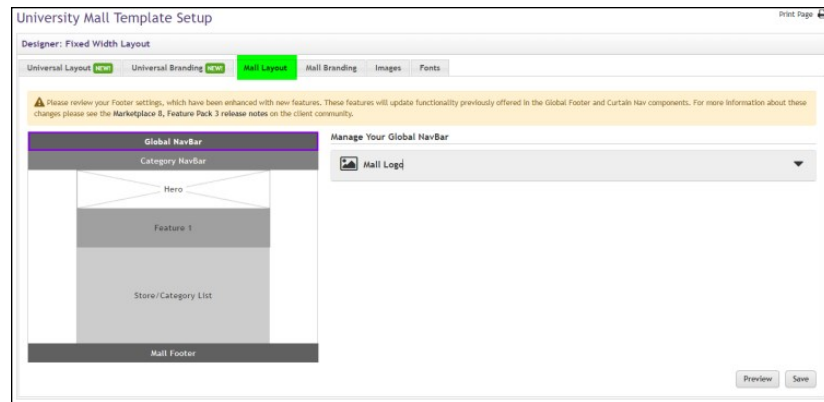 University Mall Template Setup
Print Page
Designer: Fixed Width Layout
Universal Layout NEW! Universal Branding NEW! Mall Layout Mall Branding Images Fonts
Please review your Footer settings, which have been enhanced with new features. These features will update functionality previously offered in the Global Footer and Curtain Nav components. For more information about these
changes please see the Marketplace 8, Feature Pack 3 release notes on the client community.
Global NavBar
Category NavBar
Hero
Feature 1
Store/Category List
Mall Footer
Manage Your Global NavBar
Mall Logo
Preview Save